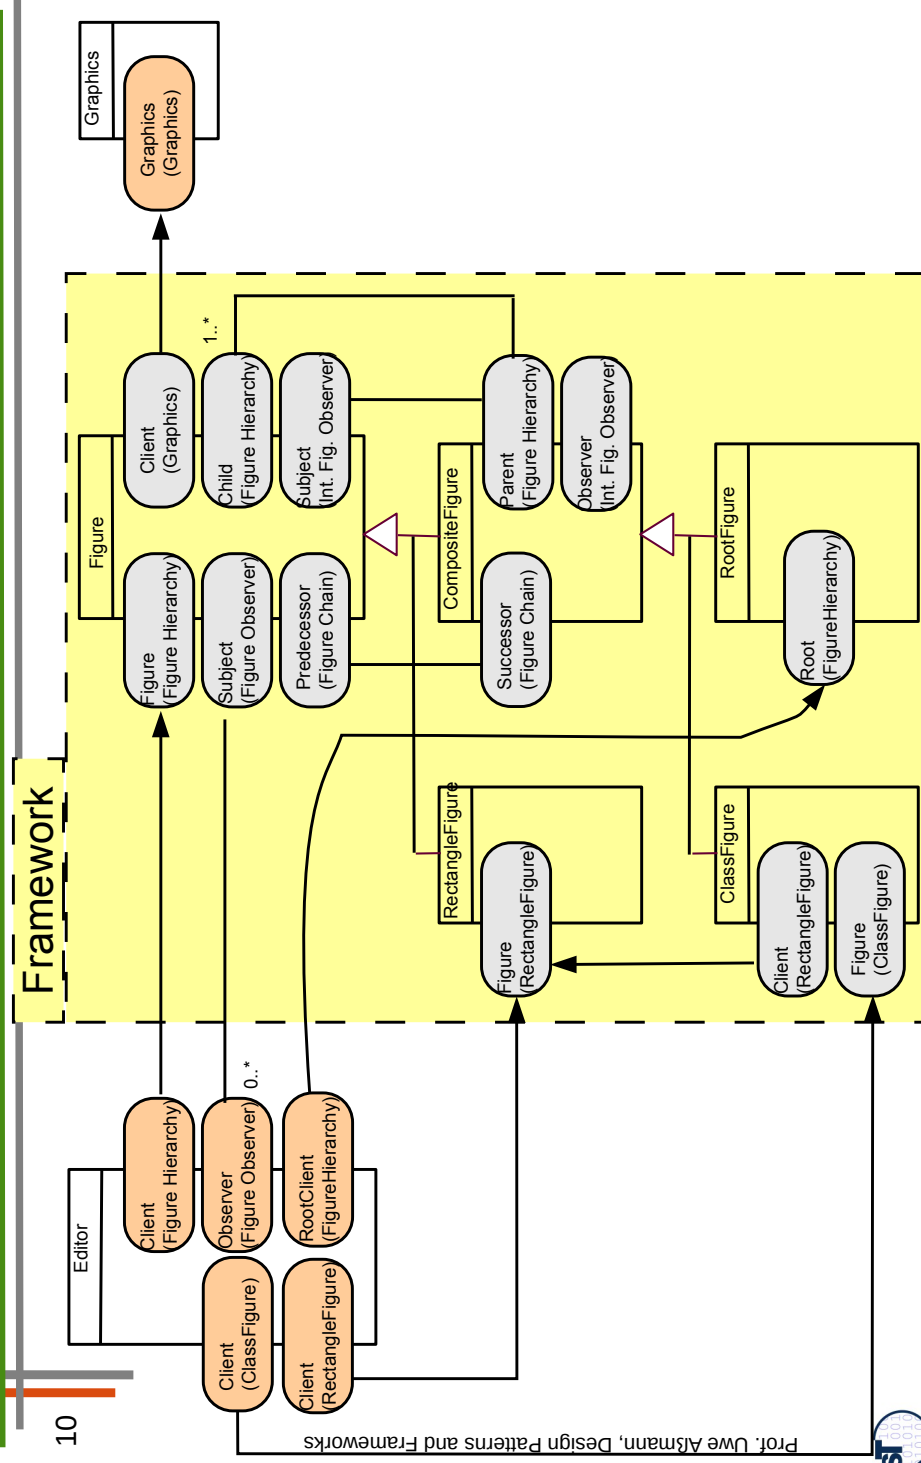 Framework
Editor
Client
(Figure Hierarchy)
Observer
(Figure Observer)
RootClient
(FigureHierarchy)
Client
(ClassFigure)
Client
(RectangleFigure)
0..*
Figure
Figure
(Figure Hierarchy)
Subject
(Figure Observer)
Predecessor
(Figure Chain)
Client
(Graphics)
Child
(Figure Hierarchy)
Subject
(Int. Fig. Observer)
1..*
Graphics
Graphics
(Graphics)
RectangleFigure
Figure
(RectangleFigure)
CompositeFigure
Successor
(Figure Chain)
Parent
(Figure Hierarchy)
Observer
(Int. Fig. Observer)
ClassFigure
Client
(RectangleFigure)
Figure
(ClassFigure)
RootFigure
Root
(FigureHierarchy)
10
Prof. Uwe Aßmann, Design Patterns and Frameworks